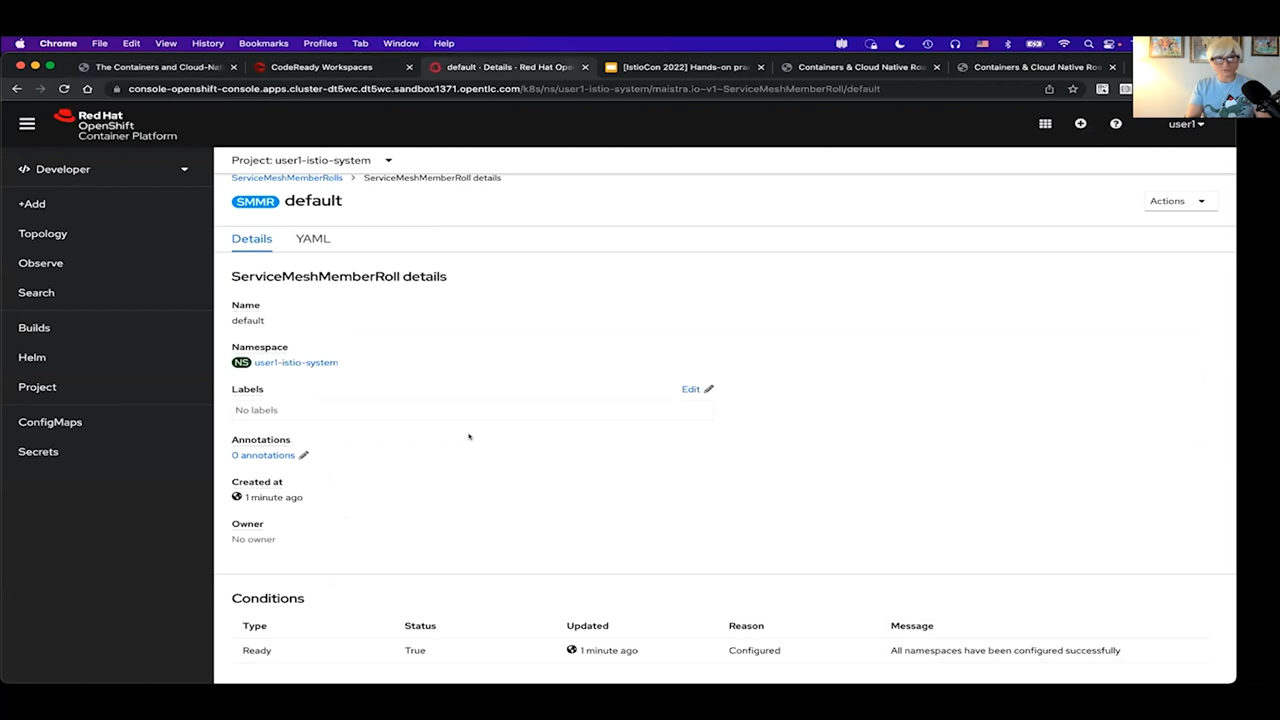 Chrome File Edit View History Bookmarks Profiles Tab Window Help
The Containers and Cloud-Nat CodeReady Workspaces default · Details - Red Hat Ope [IstioCon 2022] Hands-on prac Containers & Cloud Native Roa Containers & Cloud Native Roa
console-openshift-console.apps.cluster-dt5wc.dt5wc.sandbox1371.opentlc.com/k8s/ns/user1-istio-system/maistra.io~v1~ServiceMeshMemberRoll/default
Red Hat
OpenShift
Container Platform
user1
Developer
+Add
Topology
Observe
Search
Builds
Helm
Project
ConfigMaps
Secrets
Project: user1-istio-system
ServiceMeshMemberRolls > ServiceMeshMemberRoll details
SMMR default
Actions
Details YAML
ServiceMeshMemberRoll details
Name
default
Namespace
NS user1-istio-system
Labels Edit
No labels
Annotations
0 annotations
Created at
1 minute ago
Owner
No owner
Conditions
Type Status Updated Reason Message
Ready True 1 minute ago Configured All namespaces have been configured successfully